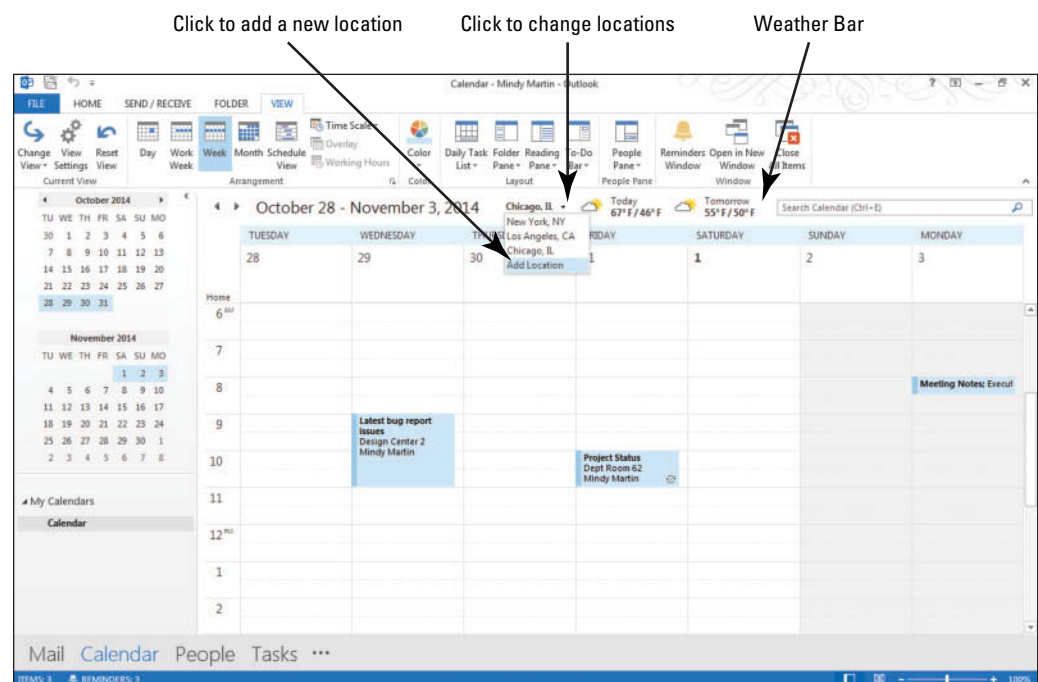 Click to add a new location
Click to change locations
Weather Bar
Calendar - Mindy Martin - Outlook
FILE HOME SEND / RECEIVE FOLDER VIEW
Change View
View Settings
Reset View
Day
Work Week
Week
Month
Schedule View
Time Scale
Overlay
Working Hours
Color
Daily Task List
Folder Pane
Reading Pane
To-Do Bar
People Pane
Reminders Window
Open in New Window
Close All Items
Current View
Arrangement
Color
Layout
People Pane
Window
October 2014
TU WE TH FR SA SU MO
30 1 2 3 4 5 6
7 8 9 10 11 12 13
14 15 16 17 18 19 20
21 22 23 24 25 26 27
28 29 30 31
November 2014
TU WE TH FR SA SU MO
1 2 3
4 5 6 7 8 9 10
11 12 13 14 15 16 17
18 19 20 21 22 23 24
25 26 27 28 29 30 1
2 3 4 5 6 7 8
My Calendars
Calendar
October 28 - November 3, 2014
Chicago, IL
New York, NY
Los Angeles, CA
Chicago, IL
Add Location
Today
67°F/46°F
Tomorrow
55°F/50°F
Search Calendar (Ctrl+E)
TUESDAY WEDNESDAY SATURDAY SUNDAY MONDAY
28 29 30 1 2 3
Home
6 AM
7
8
9
10
11
12 PM
1
2
Latest bug report issues
Design Center 2
Mindy Martin
Project Status
Dept Room 62
Mindy Martin
Meeting Notes; Execut
Mail Calendar People Tasks •••
ITEMS: 3 REMINDERS: 3
100%